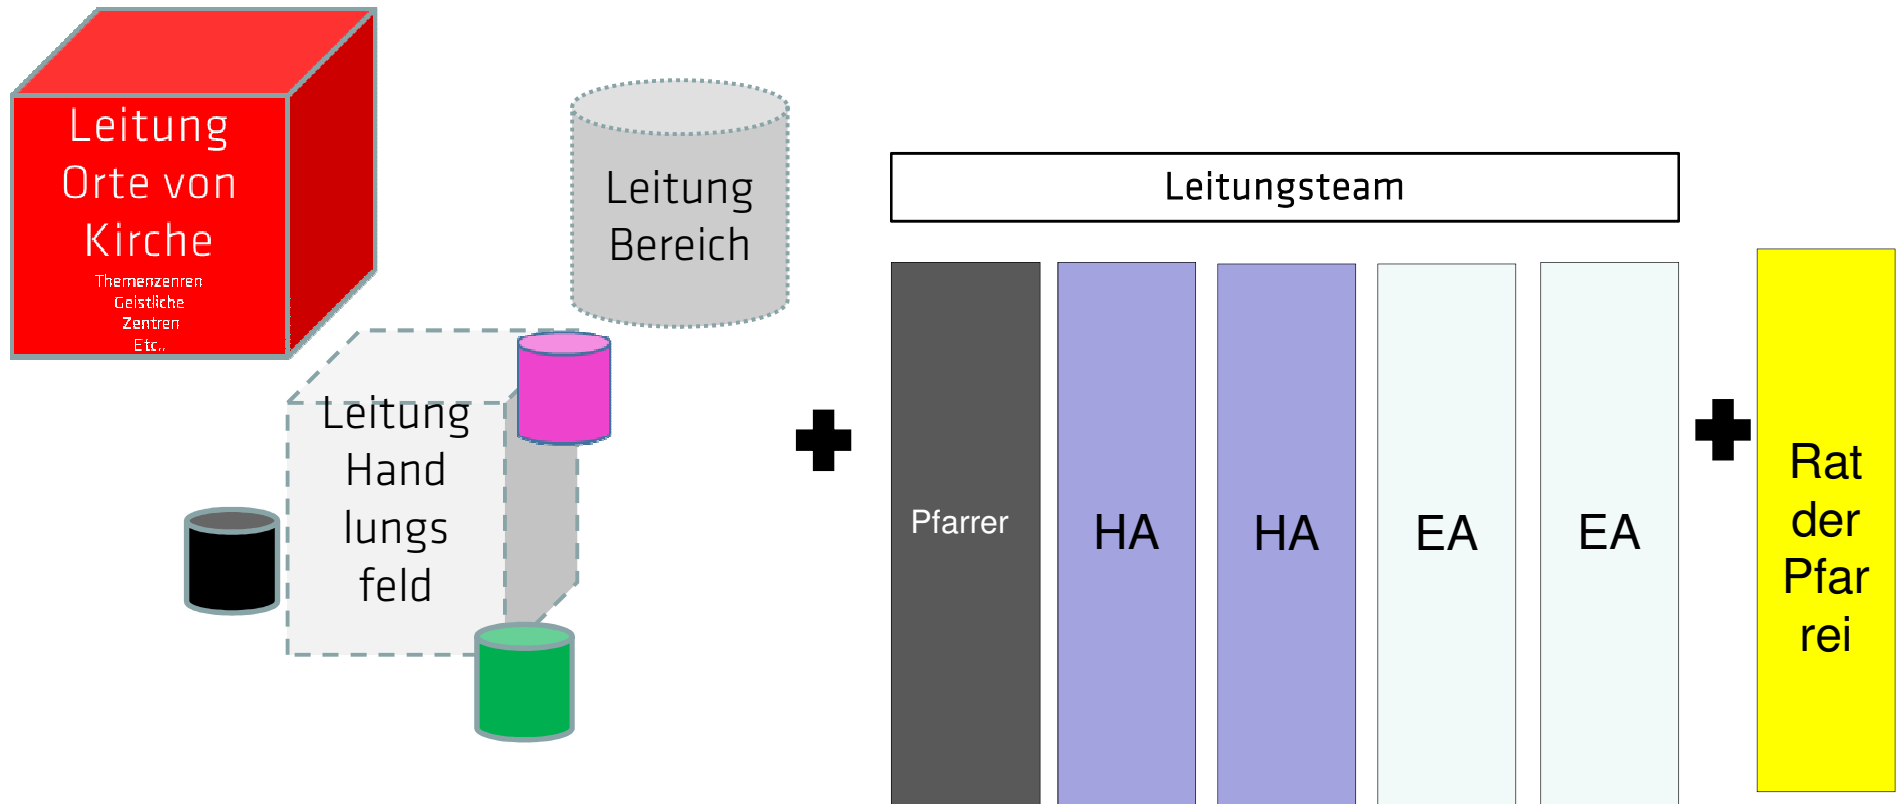 Leitung
Orte von
Kirche
Themenzenren
Geistliche
Zentren
Etc..
Leitung
Bereich
Leitung
Hand
lungs
feld
Leitungsteam
Pfarrer
HA
HA
EA
EA
Rat
der
Pfar
rei